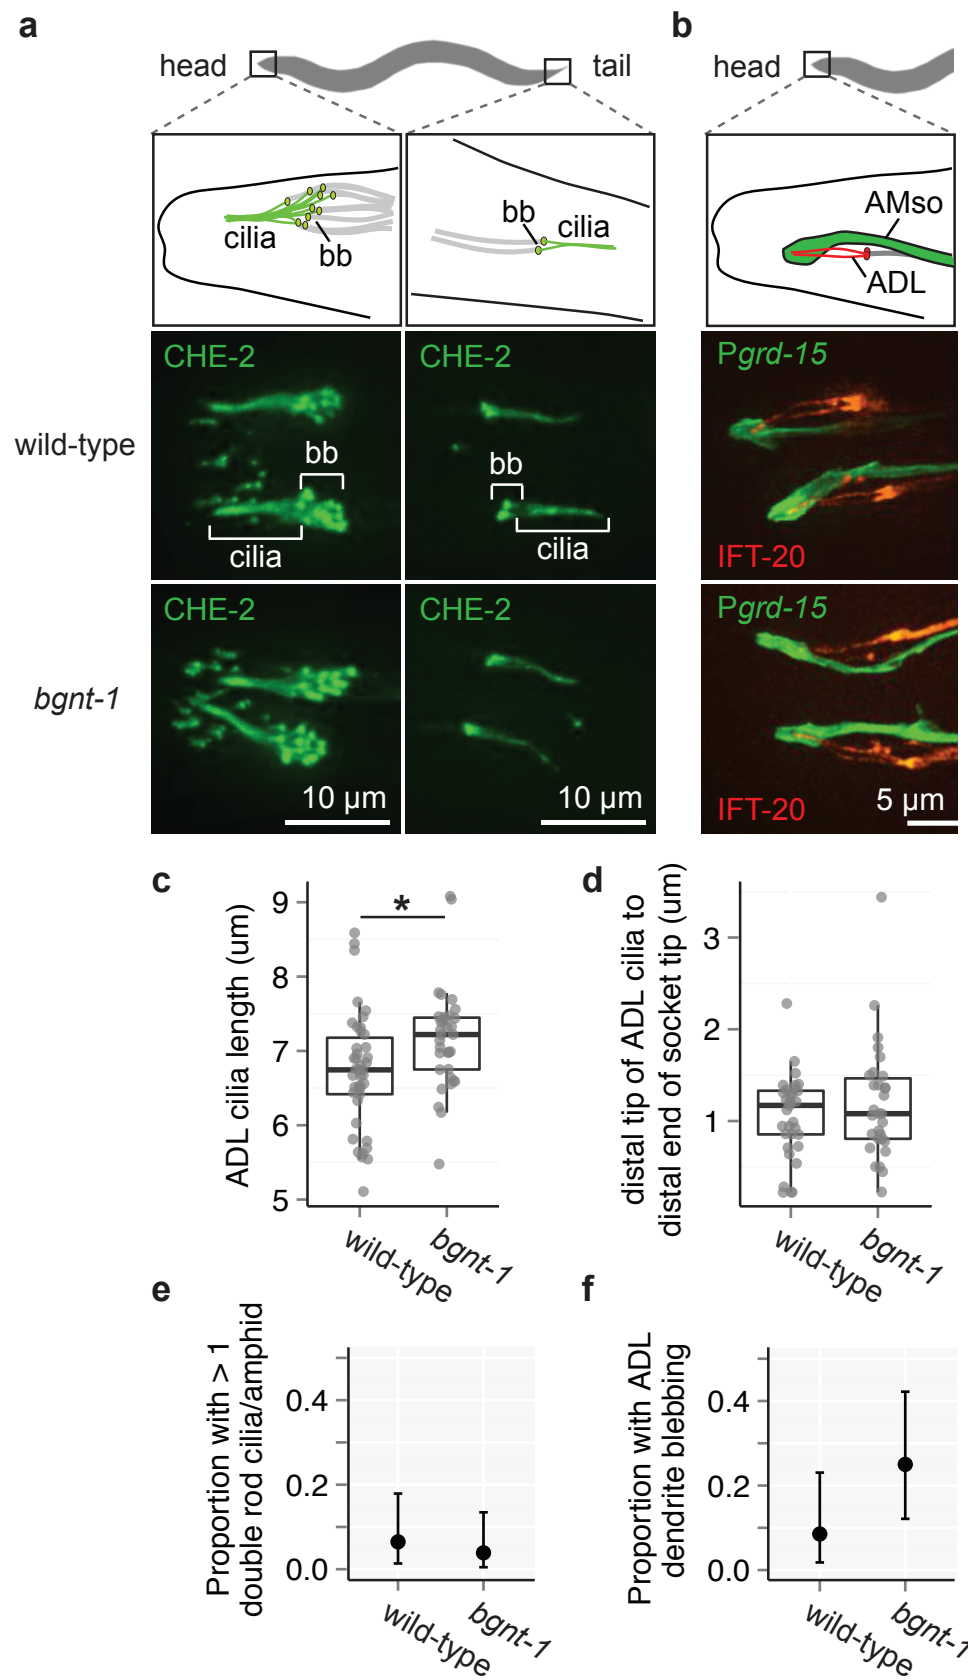 a
b
head
tail
head
cilia
bb
bb
cilia
AMso
ADL
wild-type
CHE-2
bb
cilia
CHE-2
bb
cilia
Pgrd-15
IFT-20
bgnt-1
CHE-2
10 µm
CHE-2
10 µm
Pgrd-15
IFT-20
5 µm
c
ADL cilia length (um)
9
8
7
6
5
*
wild-type
bgnt-1
d
distal tip of ADL cilia to
distal end of socket tip (um)
3
2
1
wild-type
bgnt-1
e
Proportion with > 1
double rod cilia/amphid
0.4
0.2
0.0
wild-type
bgnt-1
f
Proportion with ADL
dendrite blebbing
0.4
0.2
0.0
wild-type
bgnt-1